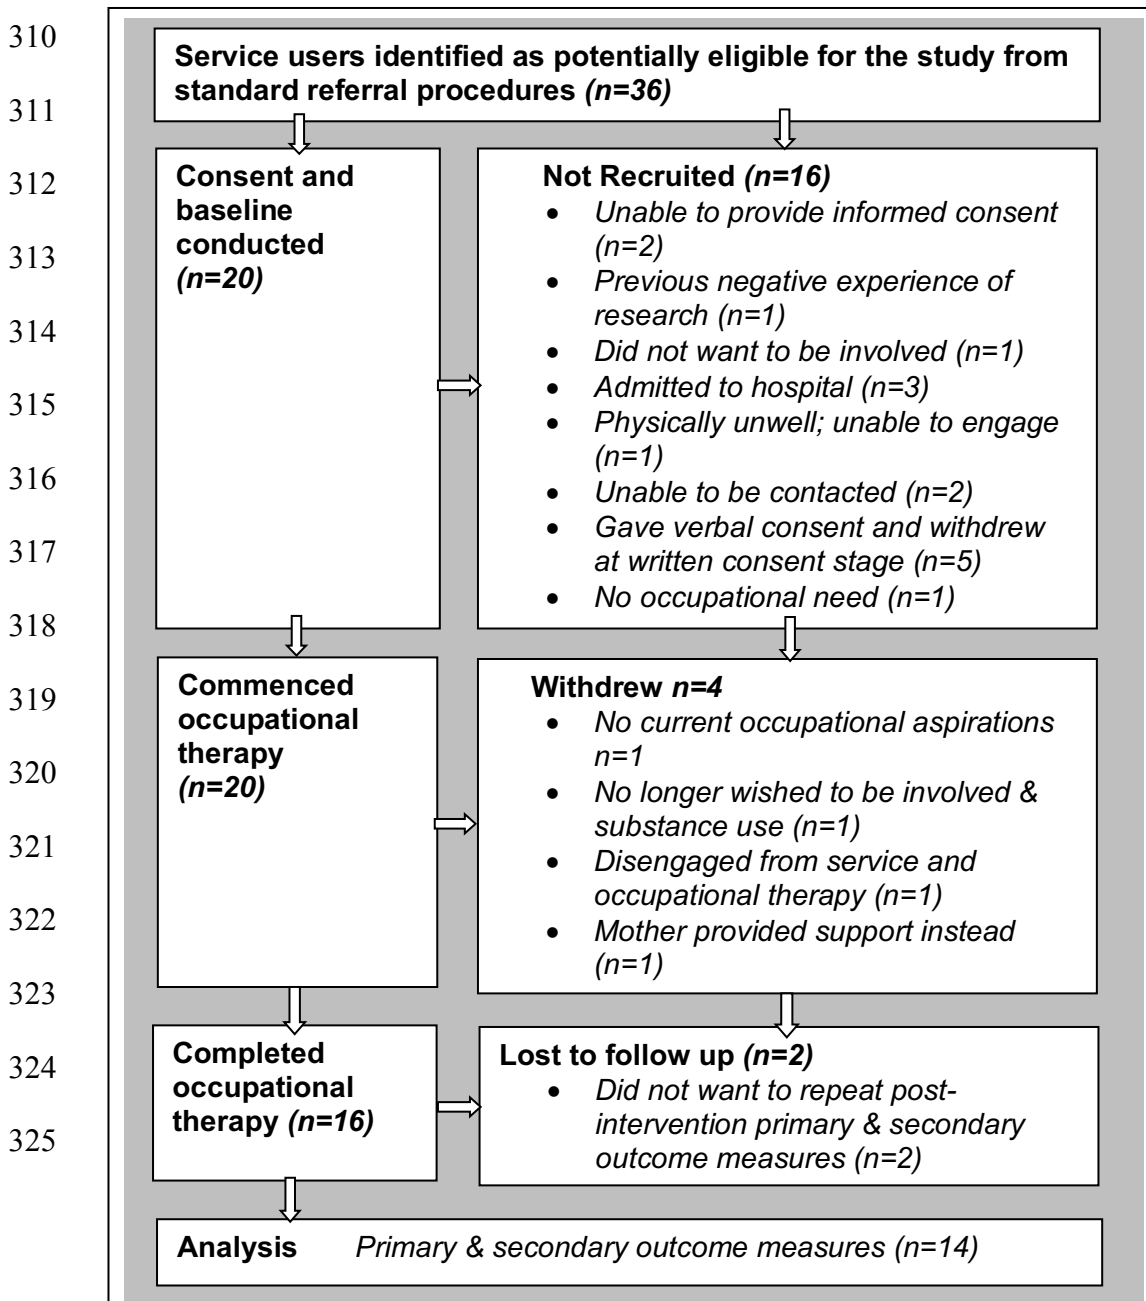 310
Service users identified as potentially eligible for the study from
standard referral procedures (n=36)
311
312
Consent and
baseline
conducted
(n=20)
313
Not Recruited (n=16)
• Unable to provide informed consent
(n=2)
• Previous negative experience of
research (n=1)
• Did not want to be involved (n=1)
• Admitted to hospital (n=3)
• Physically unwell; unable to engage
(n=1)
• Unable to be contacted (n=2)
• Gave verbal consent and withdrew
at written consent stage (n=5)
• No occupational need (n=1)
314
315
316
317
318
Commenced
occupational
therapy
(n=20)
319
320
Withdrew n=4
• No current occupational aspirations
n=1
• No longer wished to be involved &
substance use (n=1)
• Disengaged from service and
occupational therapy (n=1)
• Mother provided support instead
(n=1)
321
322
323
Completed
occupational
therapy (n=16)
324
325
Lost to follow up (n=2)
• Did not want to repeat post-
intervention primary & secondary
outcome measures (n=2)
Analysis Primary & secondary outcome measures (n=14)